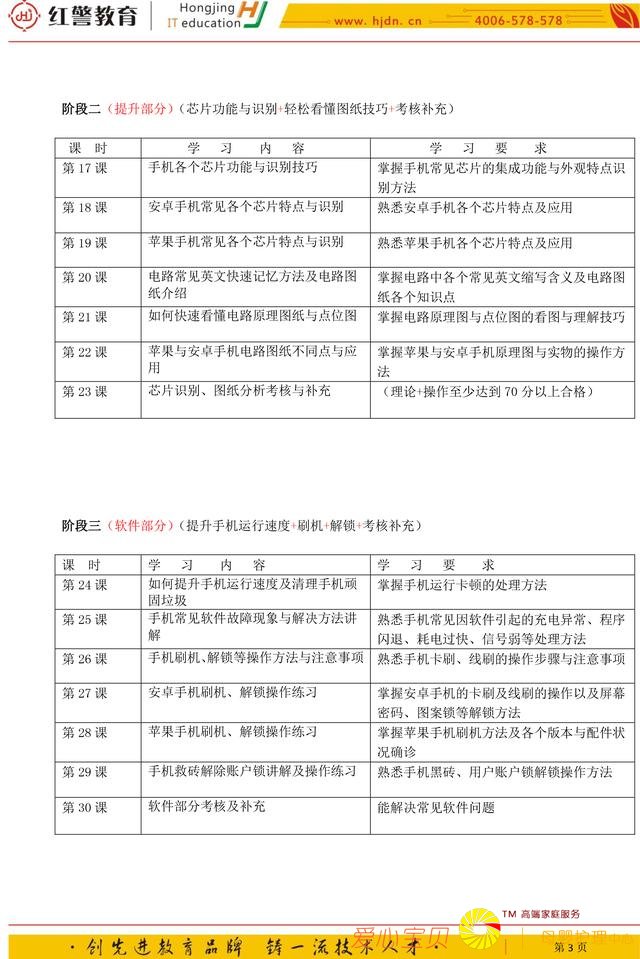 红警教育
Hongjing
IT education
www. hjdn. cn
4006-578-578
阶段二（提升部分）（芯片功能与识别+轻松看懂图纸技巧+考核补充）
课 时 学 习 内 容 学 习 要 求
第 17 课 手机各个芯片功能与识别技巧 掌握手机常见芯片的集成功能与外观特点识
别方法
第 18 课 安卓手机常见各个芯片特点与识别 熟悉安卓手机各个芯片特点及应用
第 19 课 苹果手机常见各个芯片特点与识别 熟悉苹果手机各个芯片特点及应用
第 20 课 电路常见英文快速记忆方法及电路图 掌握电路中各个常见英文缩写含义及电路图
纸介绍 纸各个知识点
第 21 课 如何快速看懂电路原理图纸与点位图 掌握电路原理图与点位图的看图与理解技巧
第 22 课 苹果与安卓手机电路图纸不同点与应 掌握苹果与安卓手机原理图与实物的操作方
用 法
第 23 课 芯片识别、图纸分析考核与补充 （理论+操作至少达到 70 分以上合格）
阶段三（软件部分）（提升手机运行速度+刷机+解锁+考核补充）
课 时 学 习 内 容 学 习 要 求
第 24 课 如何提升手机运行速度及清理手机顽 掌握手机运行卡顿的处理方法
固垃圾
第 25 课 手机常见软件故障现象与解决方法讲 熟悉手机常见因软件引起的充电异常、程序
解 闪退、耗电过快、信号弱等处理方法
第 26 课 手机刷机、解锁等操作方法与注意事项 熟悉手机卡刷、线刷的操作步骤与注意事项
第 27 课 安卓手机刷机、解锁操作练习 掌握安卓手机的卡刷及线刷的操作以及屏幕
密码、图案锁等解锁方法
第 28 课 苹果手机刷机、解锁操作练习 掌握苹果手机刷机方法及各个版本与配件状
况确诊
第 29 课 手机救砖解除账户锁讲解及操作练习 熟悉手机黑砖、用户账户锁解锁操作方法
第 30 课 软件部分考核及补充 能解决常见软件问题
TM 高端家庭服务
爱心宝贝 母婴护理中心
·创先进教育品牌 铸一流技术人才·
第 3 页